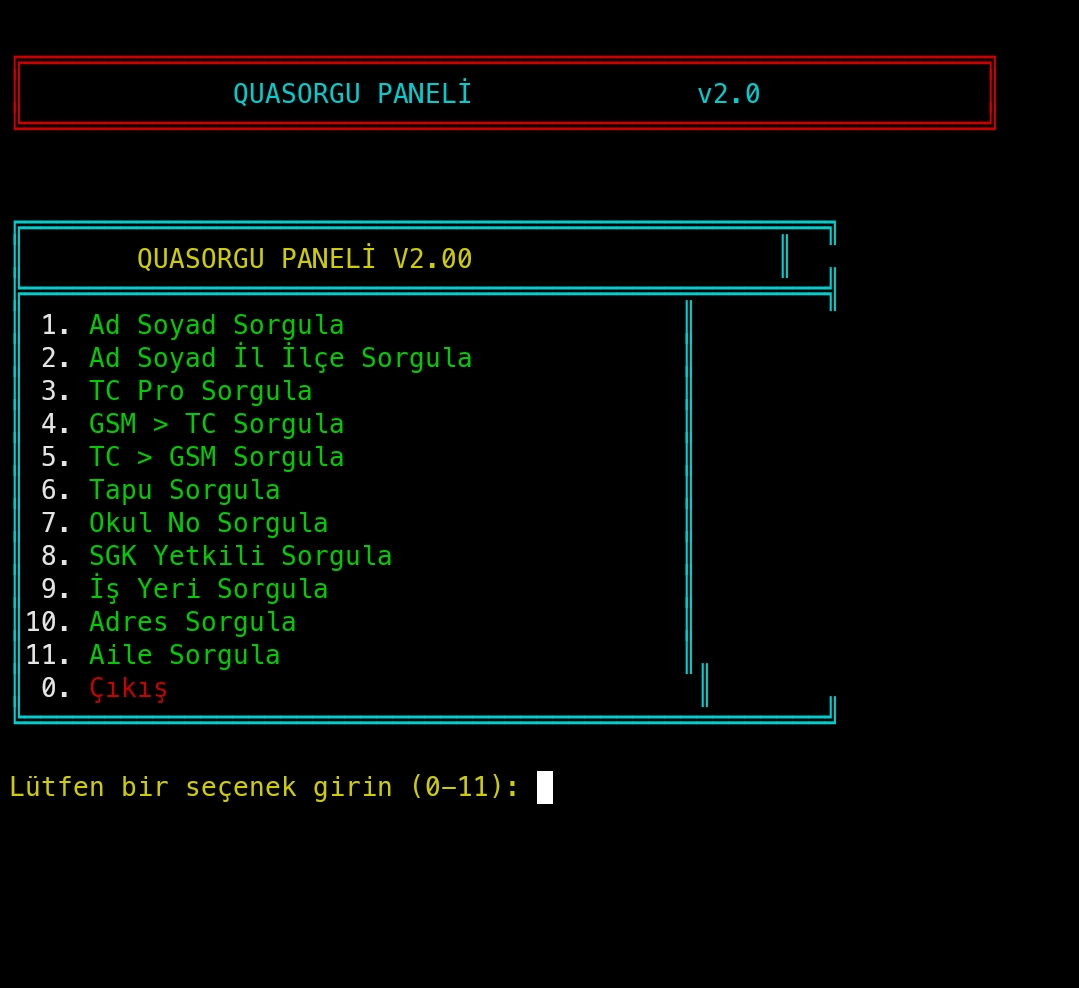 QUASORGU PANELİ v2.0
QUASORGU PANELİ V2.00
1. Ad Soyad Sorgula
2. Ad Soyad İl İlçe Sorgula
3. TC Pro Sorgula
4. GSM > TC Sorgula
5. TC > GSM Sorgula
6. Tapu Sorgula
7. Okul No Sorgula
8. SGK Yetkili Sorgula
9. İş Yeri Sorgula
10. Adres Sorgula
11. Aile Sorgula
0. Çıkış
Lütfen bir seçenek girin (0-11):